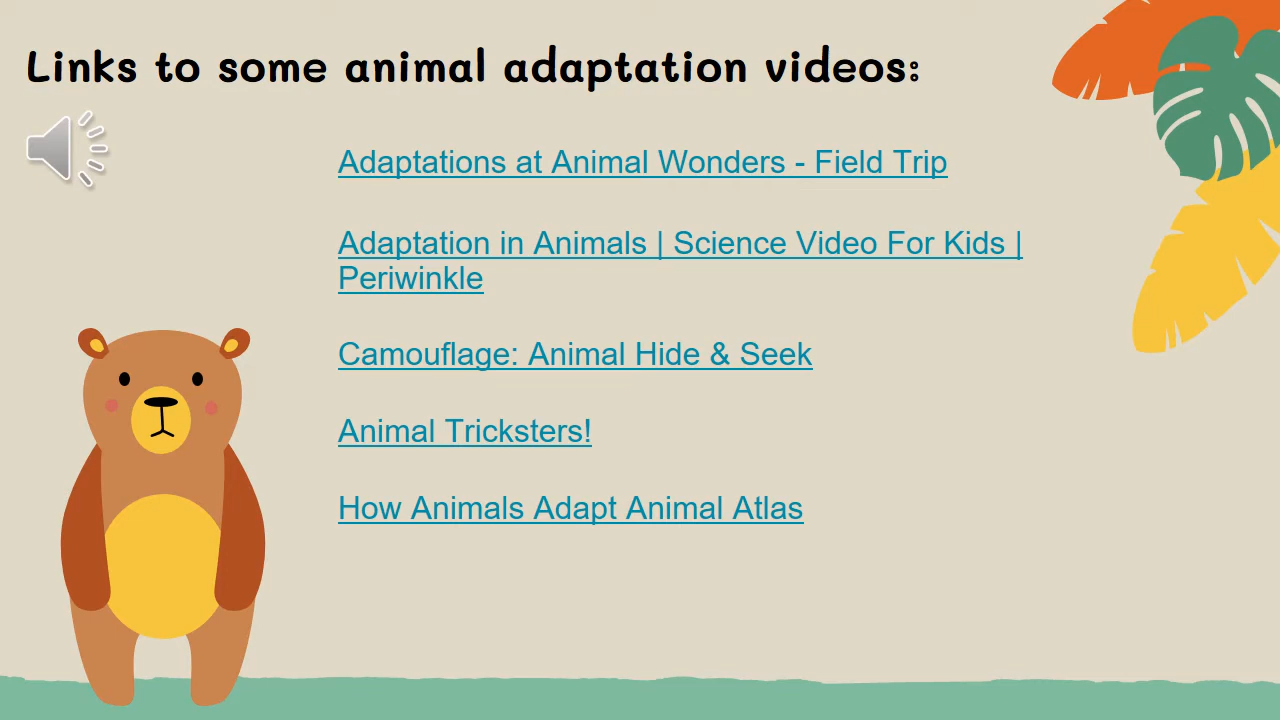 Links to some animal adaptation videos:
Adaptations at Animal Wonders - Field Trip
Adaptation in Animals | Science Video For Kids |
Periwinkle
Camouflage: Animal Hide & Seek
Animal Tricksters!
How Animals Adapt Animal Atlas